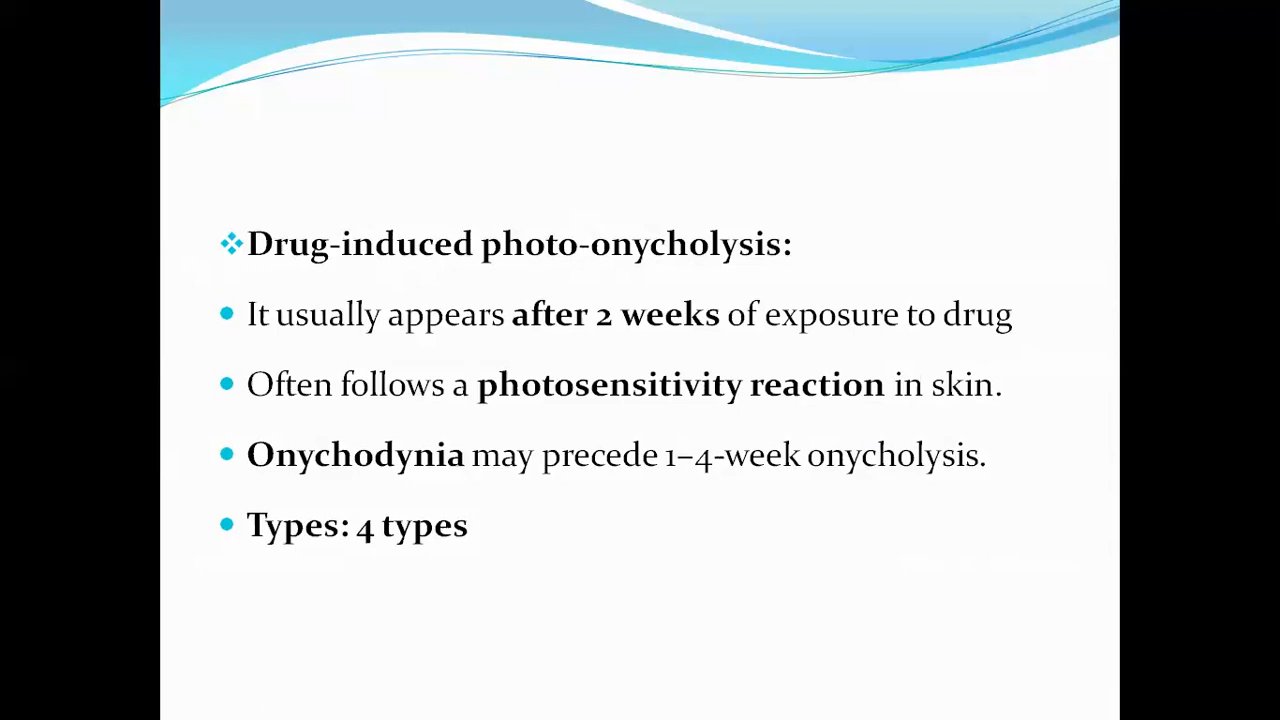 Drug-induced photo-onycholysis:
It usually appears after 2 weeks of exposure to drug
Often follows a photosensitivity reaction in skin.
Onychodynia may precede 1–4-week onycholysis.
Types: 4 types